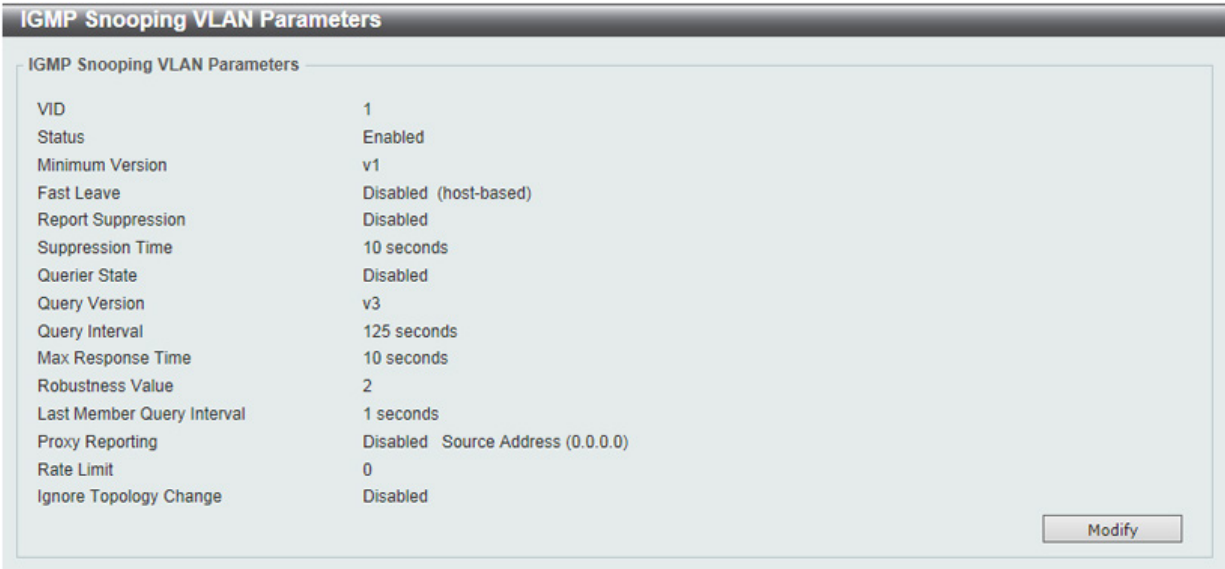 IGMP Snooping VLAN Parameters
IGMP Snooping VLAN Parameters
VID 1
Status Enabled
Minimum Version v1
Fast Leave Disabled (host-based)
Report Suppression Disabled
Suppression Time 10 seconds
Querier State Disabled
Query Version v3
Query Interval 125 seconds
Max Response Time 10 seconds
Robustness Value 2
Last Member Query Interval 1 seconds
Proxy Reporting Disabled Source Address (0.0.0.0)
Rate Limit 0
Ignore Topology Change Disabled
Modify